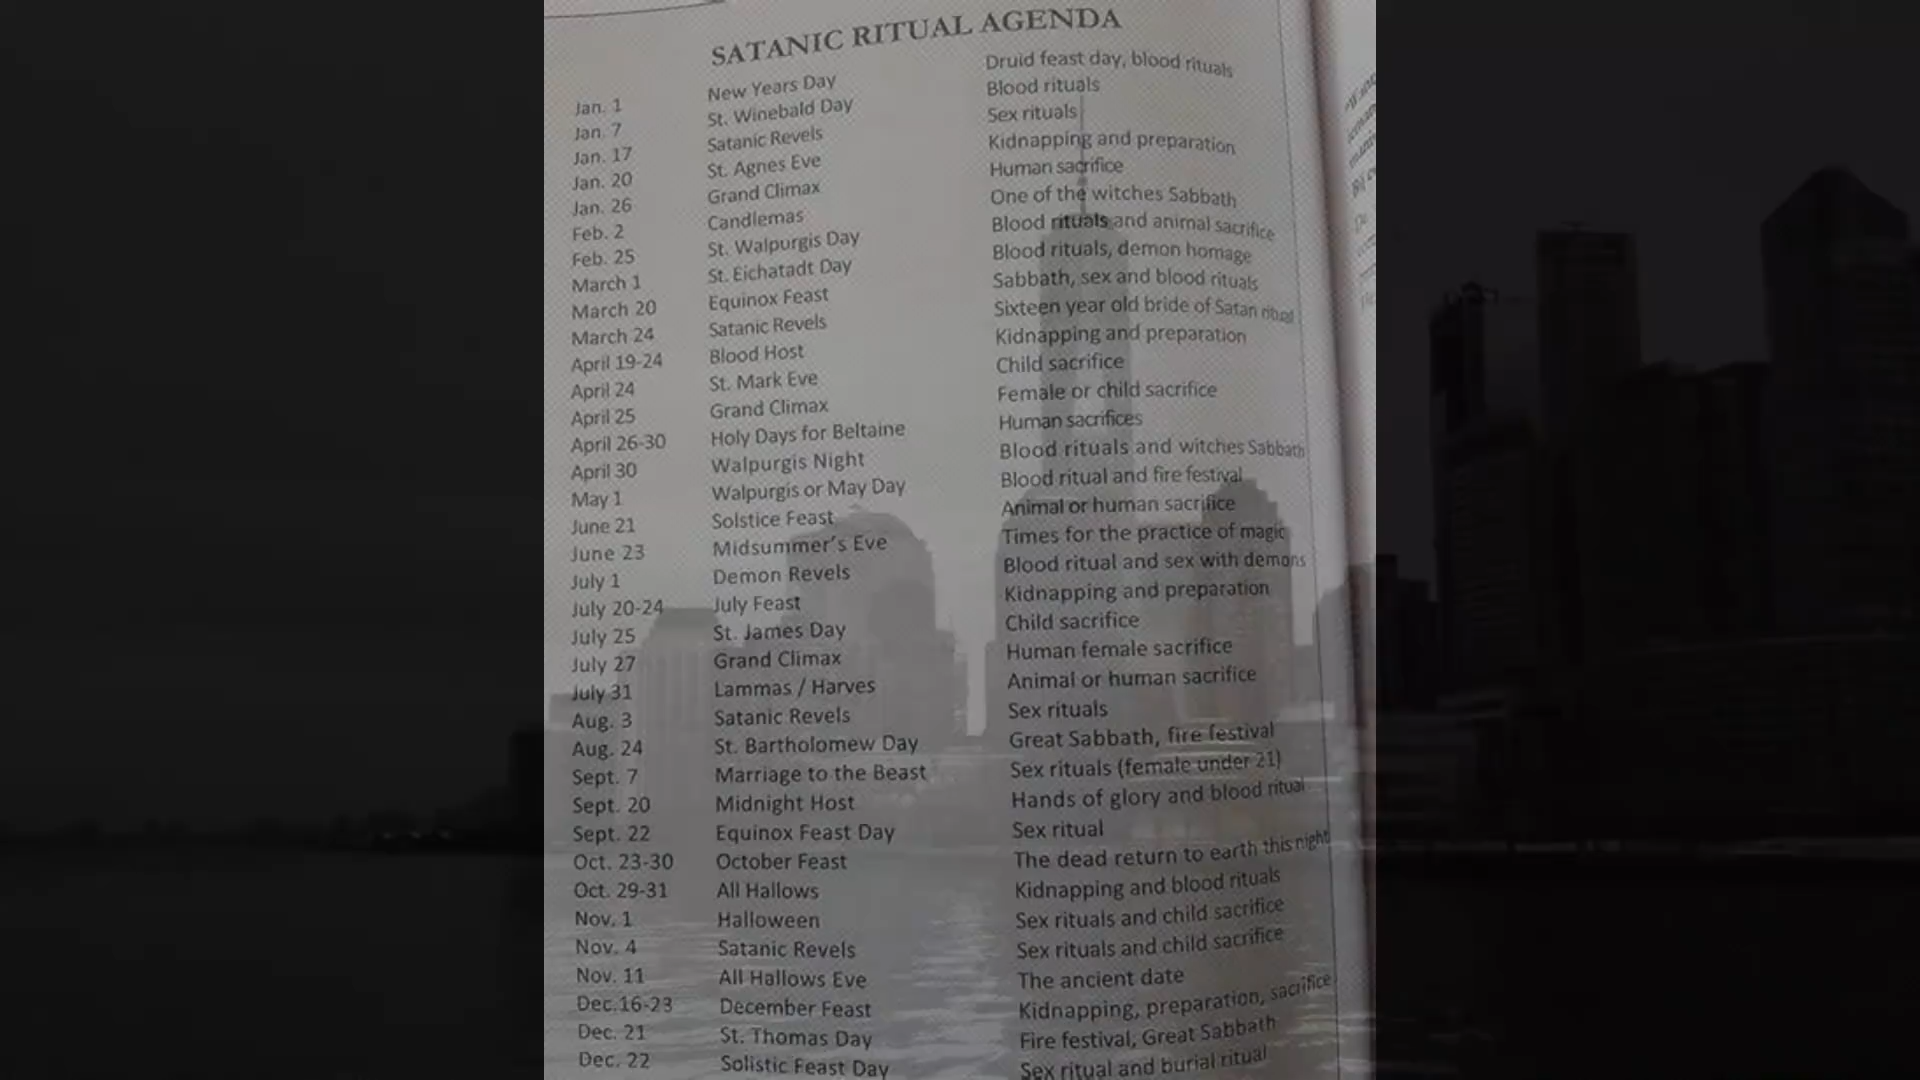 SATANIC RITUAL AGENDA
Jan. 1 New Years Day Druid feast day, blood rituals
Jan. 7 St. Winebald Day Blood rituals
Jan. 17 Satanic Revels Sex rituals
Jan. 20 St. Agnes Eve Kidnapping and preparation
Jan. 26 Grand Climax Human sacrifice
Feb. 2 Candlemas One of the witches Sabbath
Feb. 25 St. Walpurgis Day Blood rituals and animal sacrifice
March 1 St. Eichatadt Day Blood rituals, demon homage
March 20 Equinox Feast Sabbath, sex and blood rituals
March 24 Satanic Revels Sixteen year old bride of Satan ritual
April 19-24 Blood Host Kidnapping and preparation
April 24 St. Mark Eve Child sacrifice
April 25 Grand Climax Female or child sacrifice
April 26-30 Holy Days for Beltaine Human sacrifices
April 30 Walpurgis Night Blood rituals and witches Sabbath
May 1 Walpurgis or May Day Blood ritual and fire festival
June 21 Solstice Feast Animal or human sacrifice
June 23 Midsummer's Eve Times for the practice of magic
July 1 Demon Revels Blood ritual and sex with demons
July 20-24 July Feast Kidnapping and preparation
July 25 St. James Day Child sacrifice
July 27 Grand Climax Human female sacrifice
July 31 Lammas / Harves Animal or human sacrifice
Aug. 3 Satanic Revels Sex rituals
Aug. 24 St. Bartholomew Day Great Sabbath, fire festival
Sept. 7 Marriage to the Beast Sex rituals (female under 21)
Sept. 20 Midnight Host Hands of glory and blood ritual
Sept. 22 Equinox Feast Day Sex ritual
Oct. 23-30 October Feast The dead return to earth this night
Oct. 29-31 All Hallows Kidnapping and blood rituals
Nov. 1 Halloween Sex rituals and child sacrifice
Nov. 4 Satanic Revels Sex rituals and child sacrifice
Nov. 11 All Hallows Eve The ancient date
Dec.16-23 December Feast Kidnapping, preparation, sacrifice
Dec. 21 St. Thomas Day Fire festival, Great Sabbath
Dec. 22 Solistic Feast Day Sex ritual and burial ritual